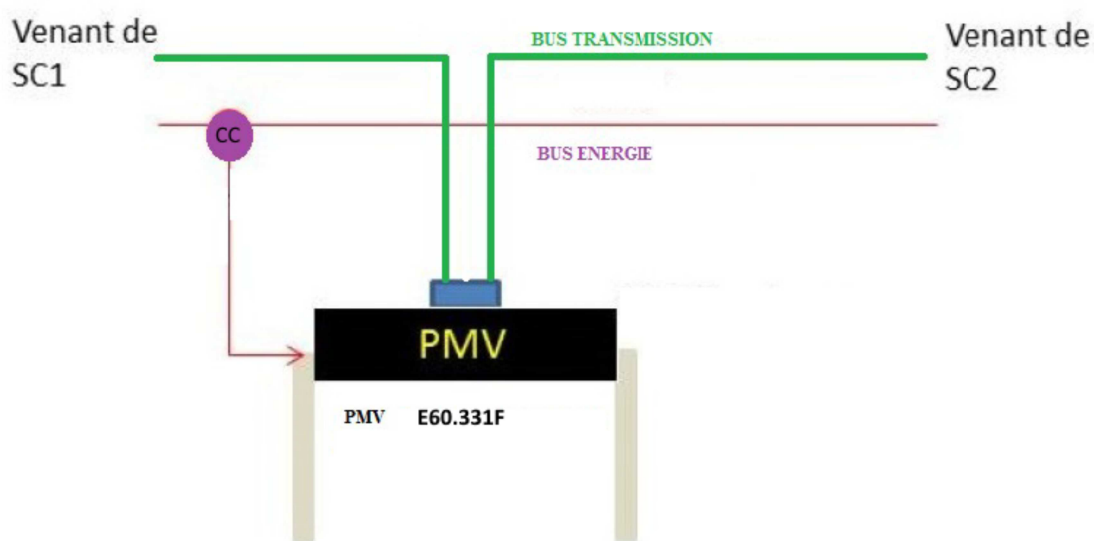 Venant de
SC1
BUS TRANSMISSION
Venant de
SC2
CC
BUS ENERGIE
PMV
PMV E60.331F